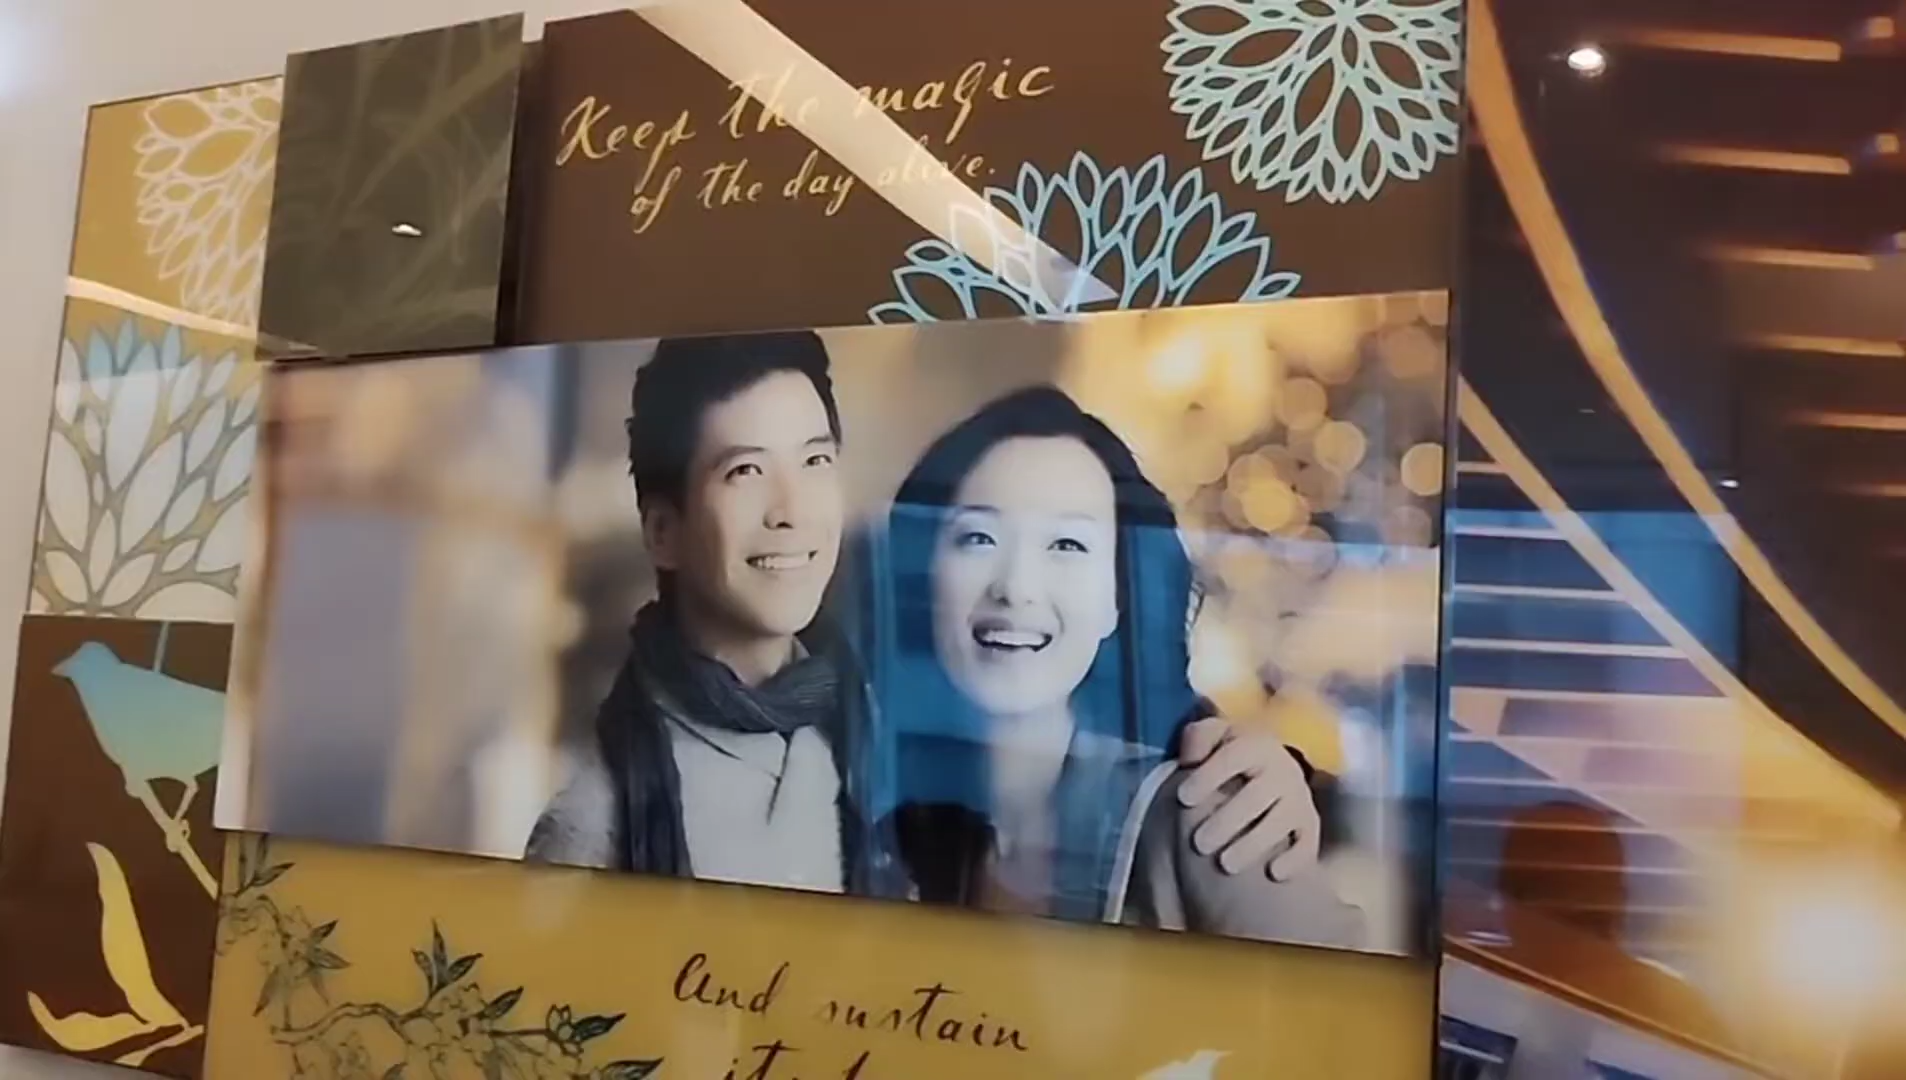 Keep the magic
of the day alive.
And sustain